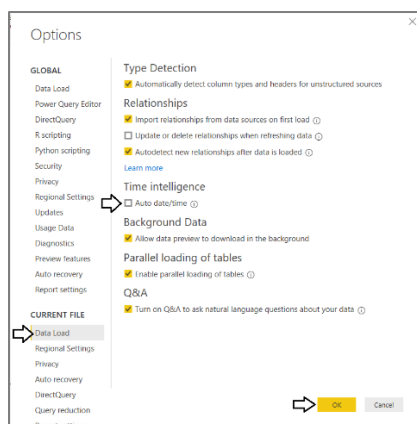 Options
GLOBAL
Data Load
Power Query Editor
DirectQuery
R scripting
Python scripting
Security
Privacy
Regional Settings
Updates
Usage Data
Diagnostics
Preview features
Auto recovery
Report settings
CURRENT FILE
Data Load
Regional Settings
Privacy
Auto recovery
DirectQuery
Query reduction
Type Detection
Automatically detect column types and headers for unstructured sources
Relationships
Import relationships from data sources on first load
Update or delete relationships when refreshing data
Autodetect new relationships after data is loaded
Learn more
Time intelligence
Auto date/time
Background Data
Allow data preview to download in the background
Parallel loading of tables
Enable parallel loading of tables
Q&A
Turn on Q&A to ask natural language questions about your data
OK
Cancel